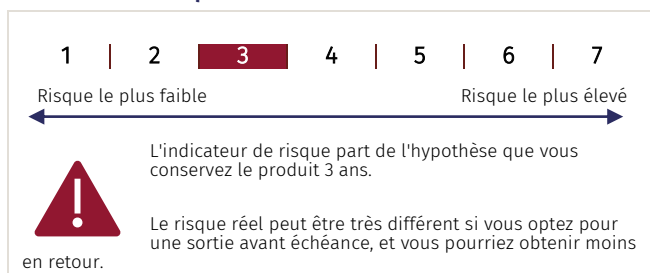 1 2 3 4 5 6 7
Risque le plus faible Risque le plus élevé
L'indicateur de risque part de l'hypothèse que vous
conservez le produit 3 ans.
Le risque réel peut être très différent si vous optez pour
une sortie avant échéance, et vous pourriez obtenir moins
en retour.